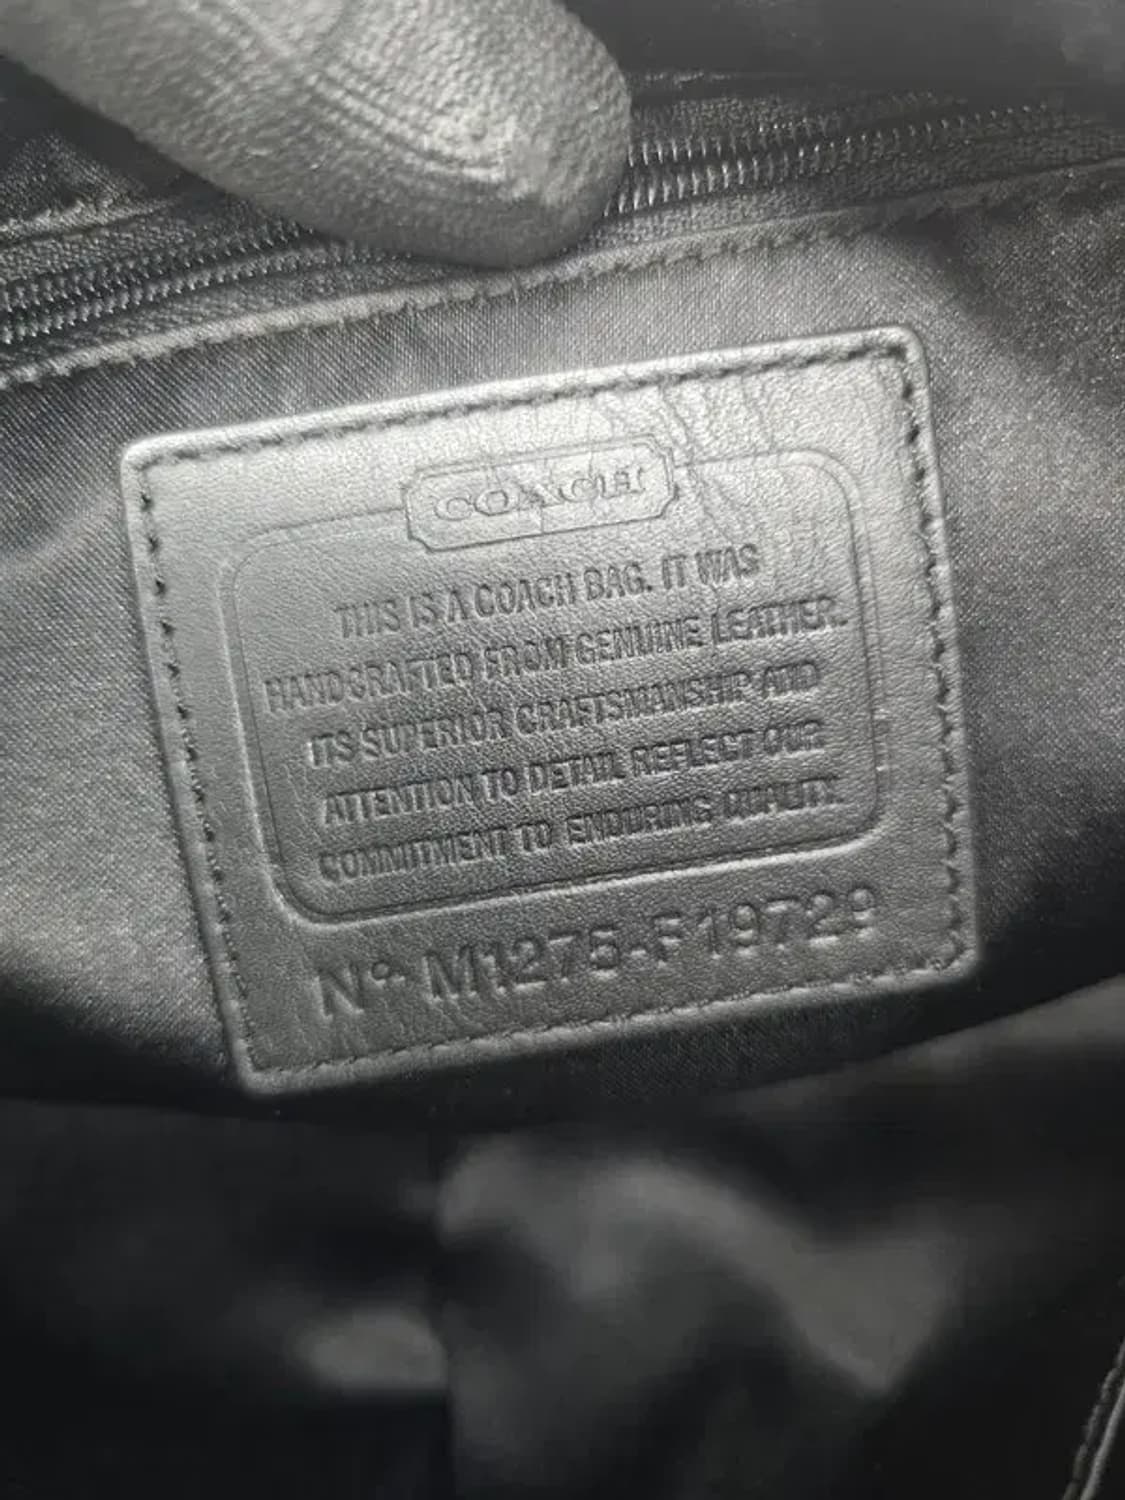 COACH
THIS IS A COACH BAG. IT WAS
HANDCRAFTED FROM GENUINE LEATHER.
ITS SUPERIOR CRAFTSMANSHIP AND
ATTENTION TO DETAIL REFLECT OUR
COMMITMENT TO ENDURING QUALITY.
Nº M1275-F19729